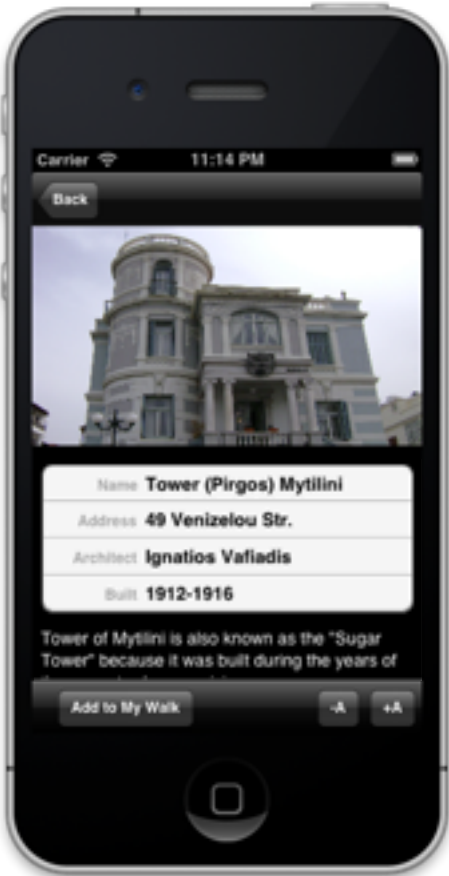 Carrier
11:14 PM
Back
Name Tower (Pirgos) Mytilini
Address 49 Venizelou Str.
Architect Ignatios Vafiadis
Built 1912-1916
Tower of Mytilini is also known as the "Sugar
Tower" because it was built during the years of
Add to My Walk
-A
+A